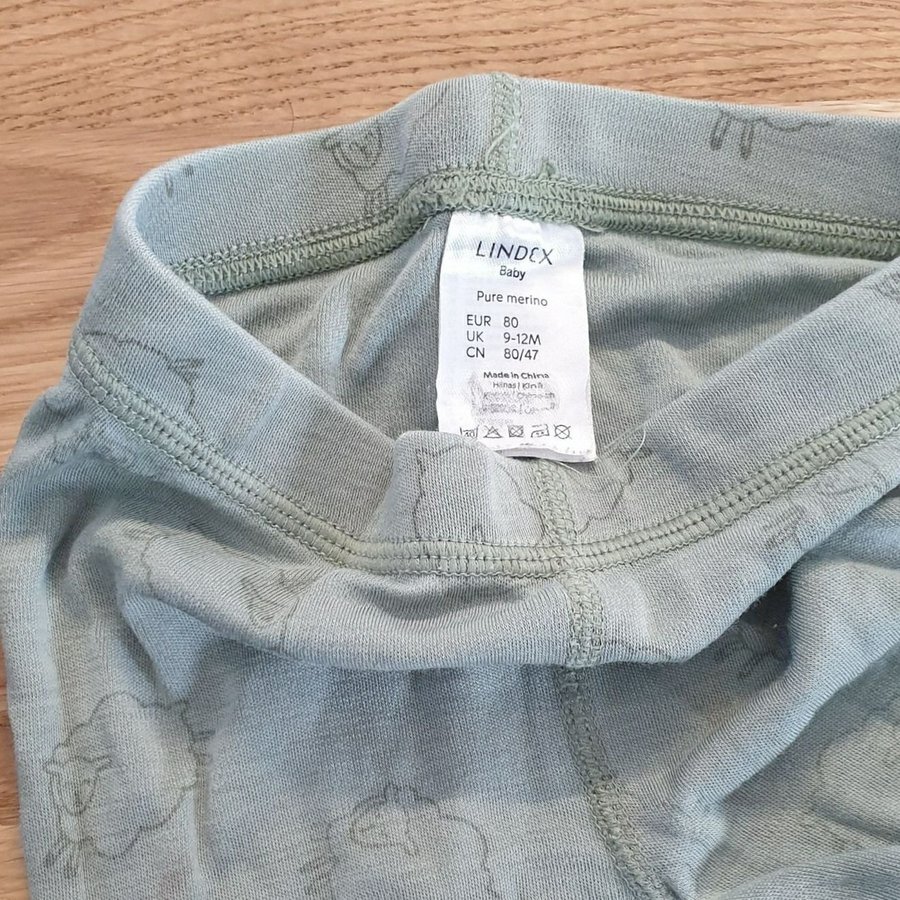 LINDEX
Baby
Pure merino
EUR 80
UK 9-12M
CN 80/47
Made in China